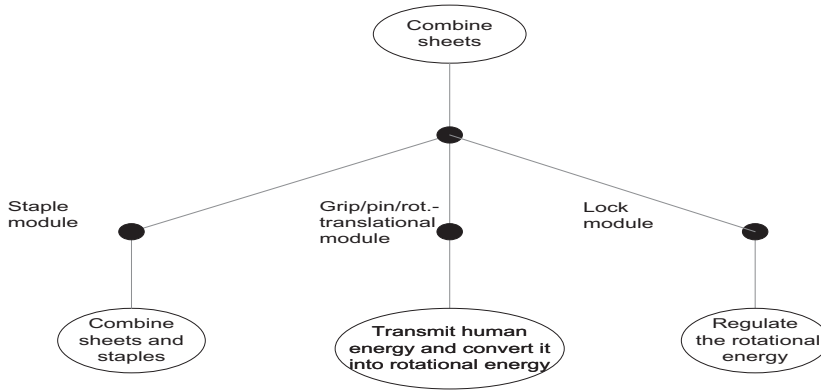 Combine
sheets
Staple
module
Grip/pin/rot.-
translational
module
Lock
module
Combine
sheets and
staples
Transmit human
energy and convert it
into rotational energy
Regulate
the rotational
energy